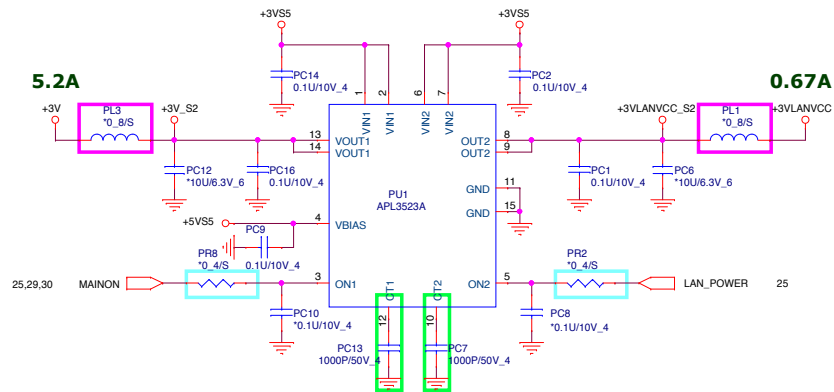 +3VS5
+3VS5
PC14
0.1U/10V_4
PC2
0.1U/10V_4
5.2A
0.67A
PL3
*0_8/S
+3V
+3V_S2
1
2
6
7
VIN1
VIN1
VIN2
VIN2
+3VLANVCC_S2
PL1
*0_8/S
+3VLANVCC
13
VOUT1
14
VOUT1
8
OUT2
9
OUT2
PC12
*10U/6.3V_6
PC16
0.1U/10V_4
PC1
0.1U/10V_4
PC6
*10U/6.3V_6
PU1
APL3523A
11
GND
15
GND
+5VS5
4
VBIAS
PC9
0.1U/10V_4
PR8
*0_4/S
PR2
*0_4/S
25,29,30
MAINON
3
ON1
5
ON2
LAN_POWER
25
CT1
CT2
12
10
PC10
*0.1U/10V_4
PC8
*0.1U/10V_4
PC13
1000P/50V_4
PC7
1000P/50V_4